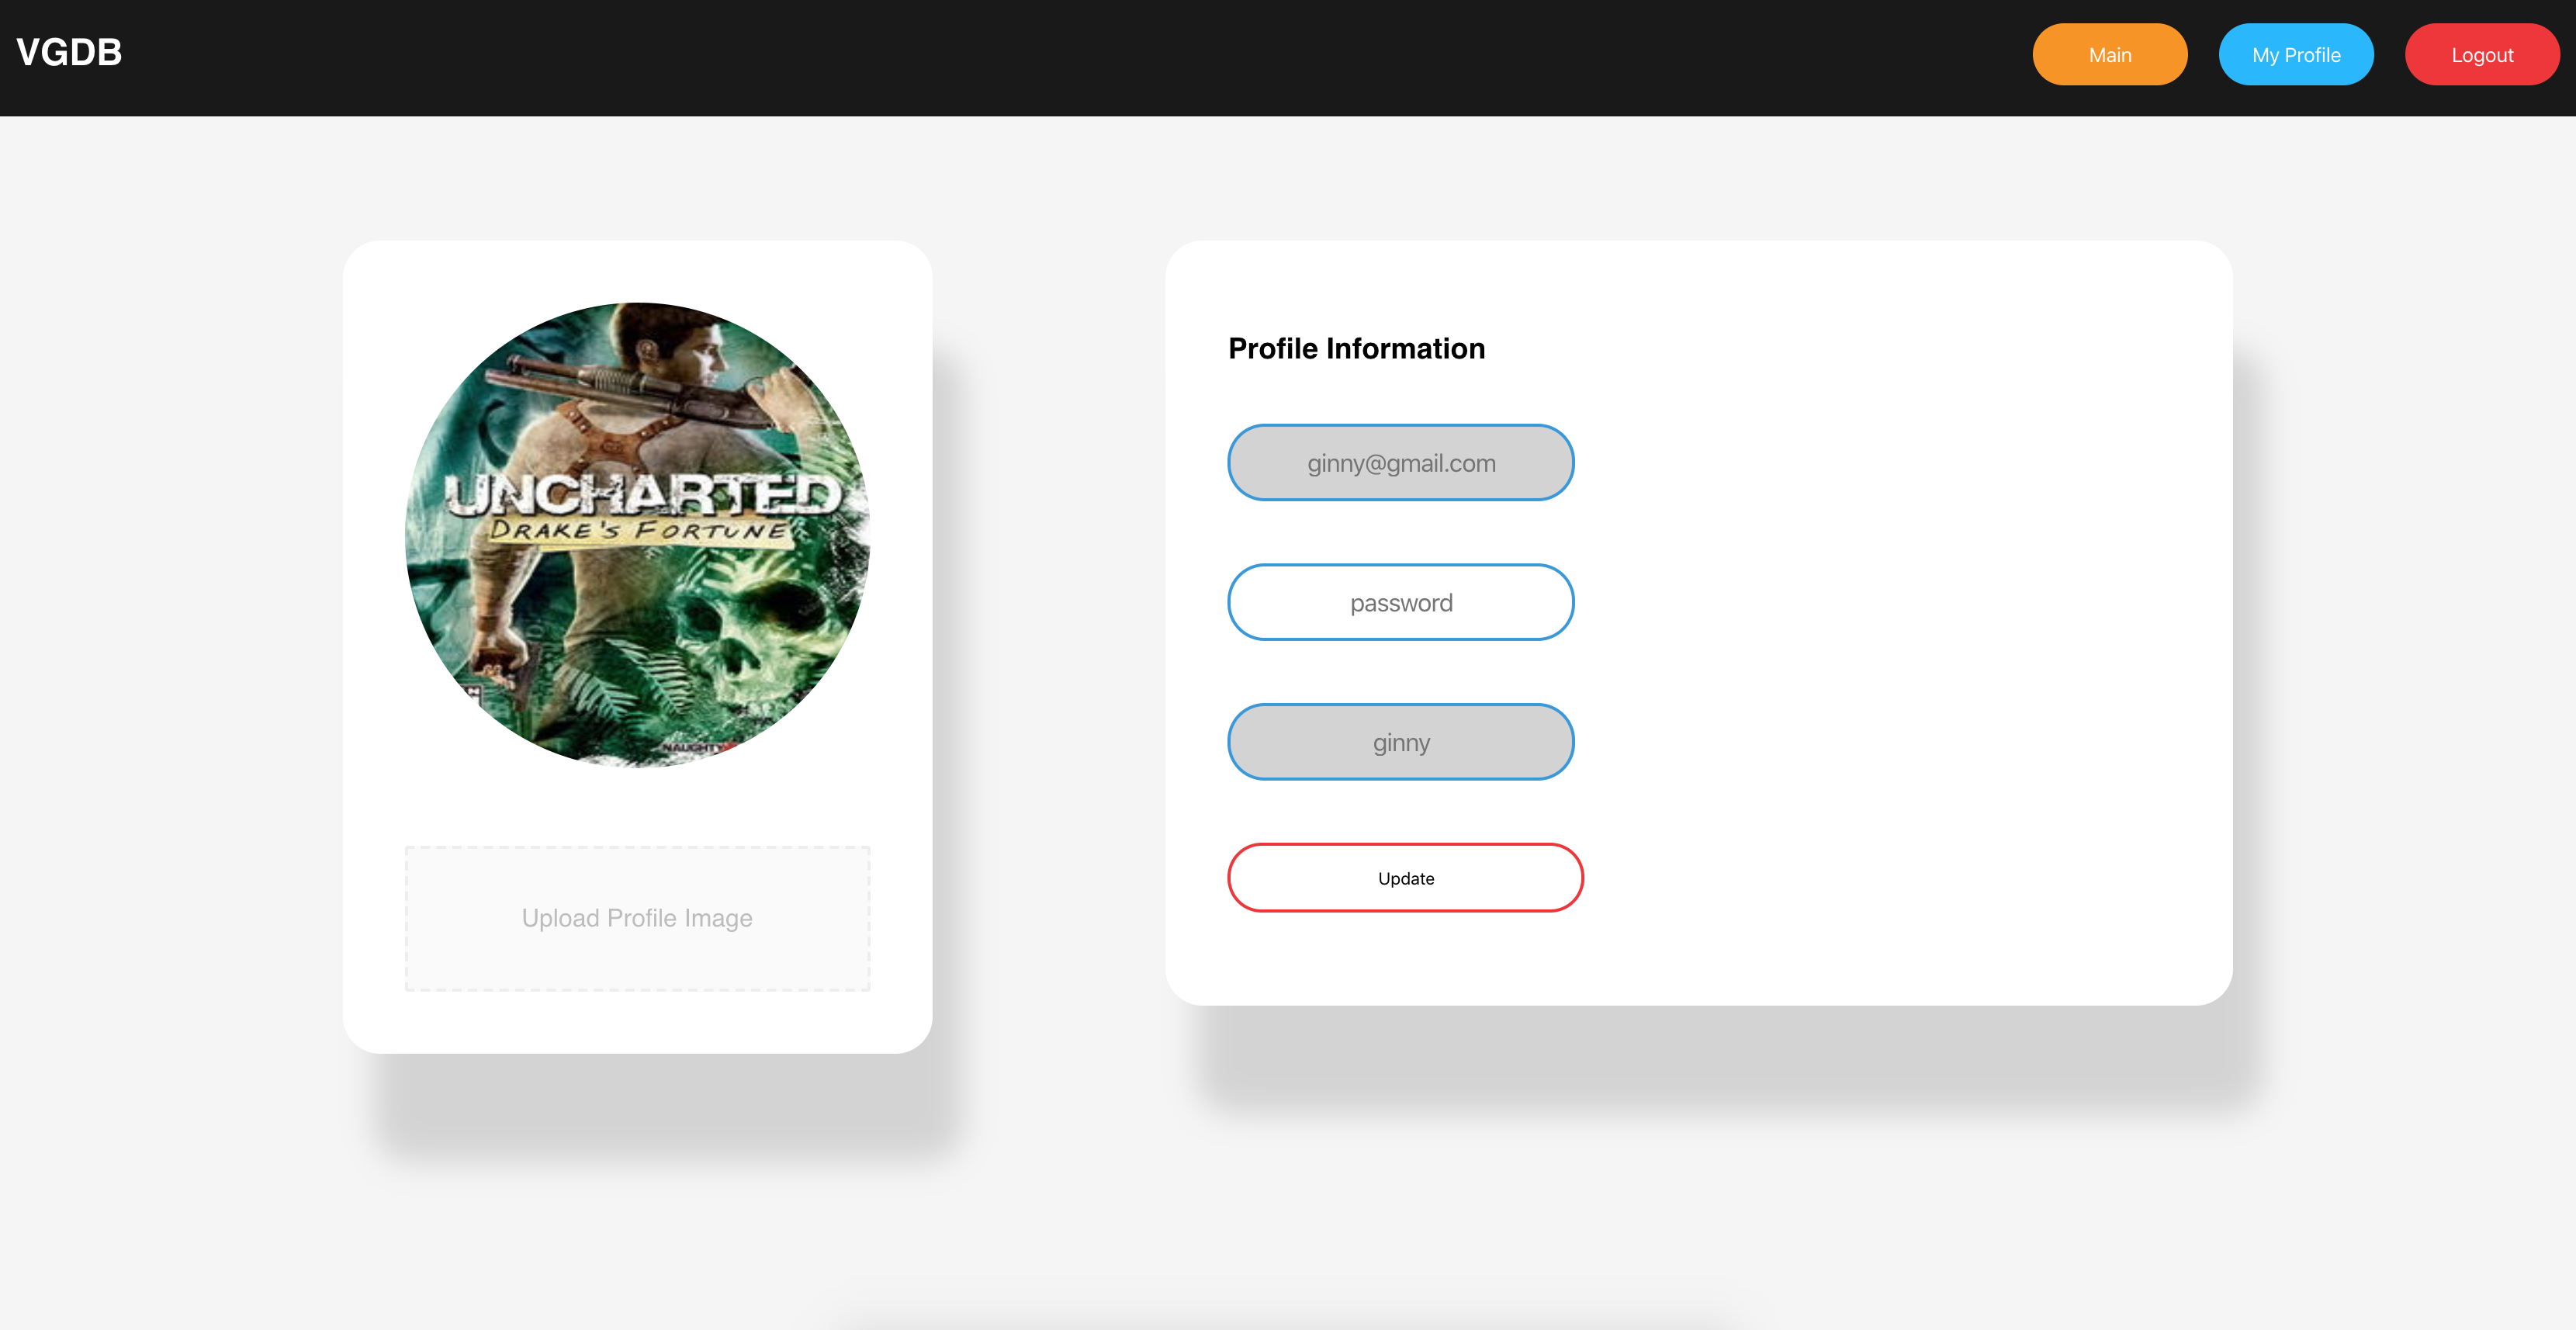 VGDB
Main
My Profile
Logout
UNCHARTED
DRAKE'S FORTUNE
NAUGHTY
Upload Profile Image
Profile Information
ginny@gmail.com
password
ginny
Update